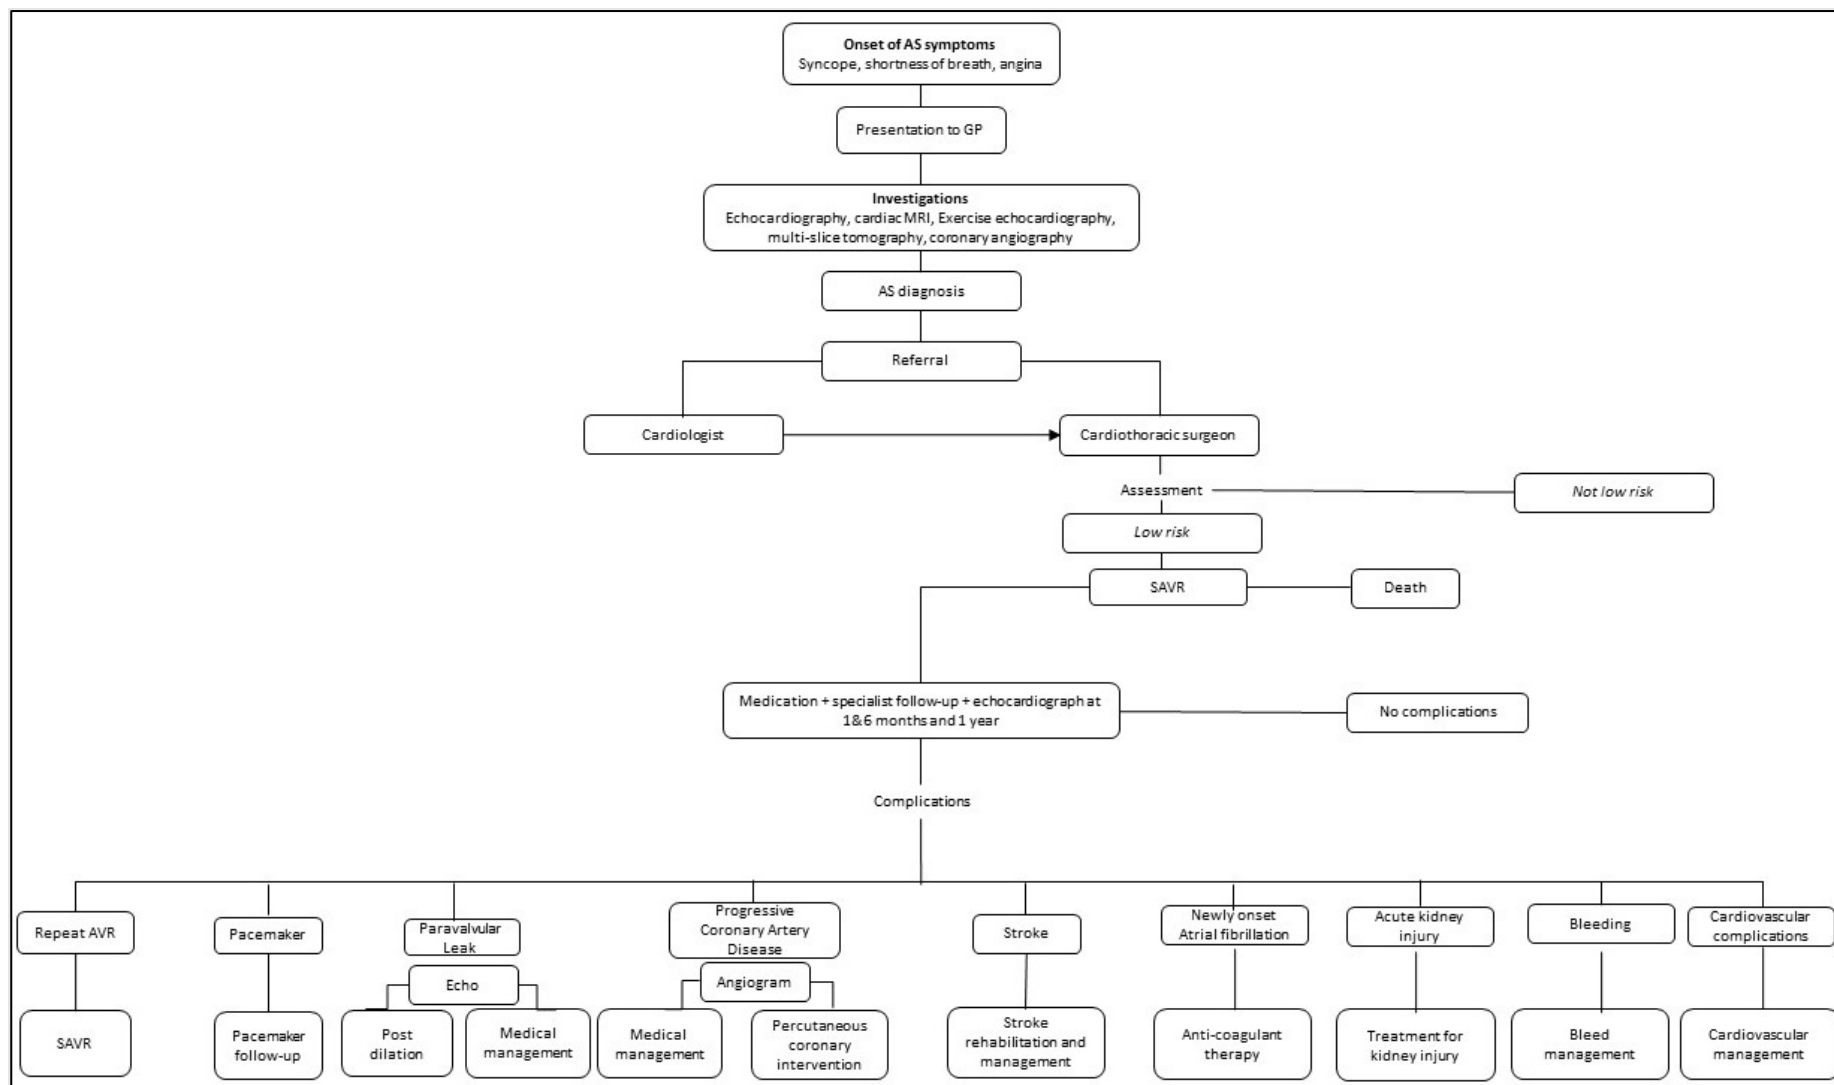 Onset of AS symptoms
Syncope, shortness of breath, angina
Presentation to GP
Investigations
Echocardiography, cardiac MRI, Exercise echocardiography,
multi-slice tomography, coronary angiography
AS diagnosis
Referral
Cardiologist
Cardiothoracic surgeon
Assessment
Not low risk
Low risk
SAVR
Death
Medication + specialist follow-up + echocardiograph at
1&6 months and 1 year
No complications
Complications
Repeat AVR
Pacemaker
Paravalvular
Leak
Progressive
Coronary Artery
Disease
Stroke
Newly onset
Atrial fibrillation
Acute kidney
injury
Bleeding
Cardiovascular
complications
Echo
Angiogram
SAVR
Pacemaker
follow-up
Post
dilation
Medical
management
Medical
management
Percutaneous
coronary
intervention
Stroke
rehabilitation and
management
Anti-coagulant
therapy
Treatment for
kidney injury
Bleed
management
Cardiovascular
management